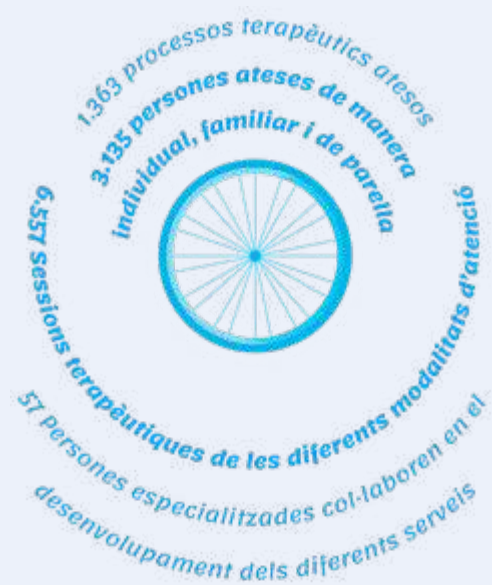 1.363 processos terapèutics atesos
3.135 persones ateses de manera
individual, familiar i de parella
6.557 sessions terapèutiques de les diferents modalitats d'atenció
57 persones especialitzades col·laboren en el
desenvolupament dels diferents serveis